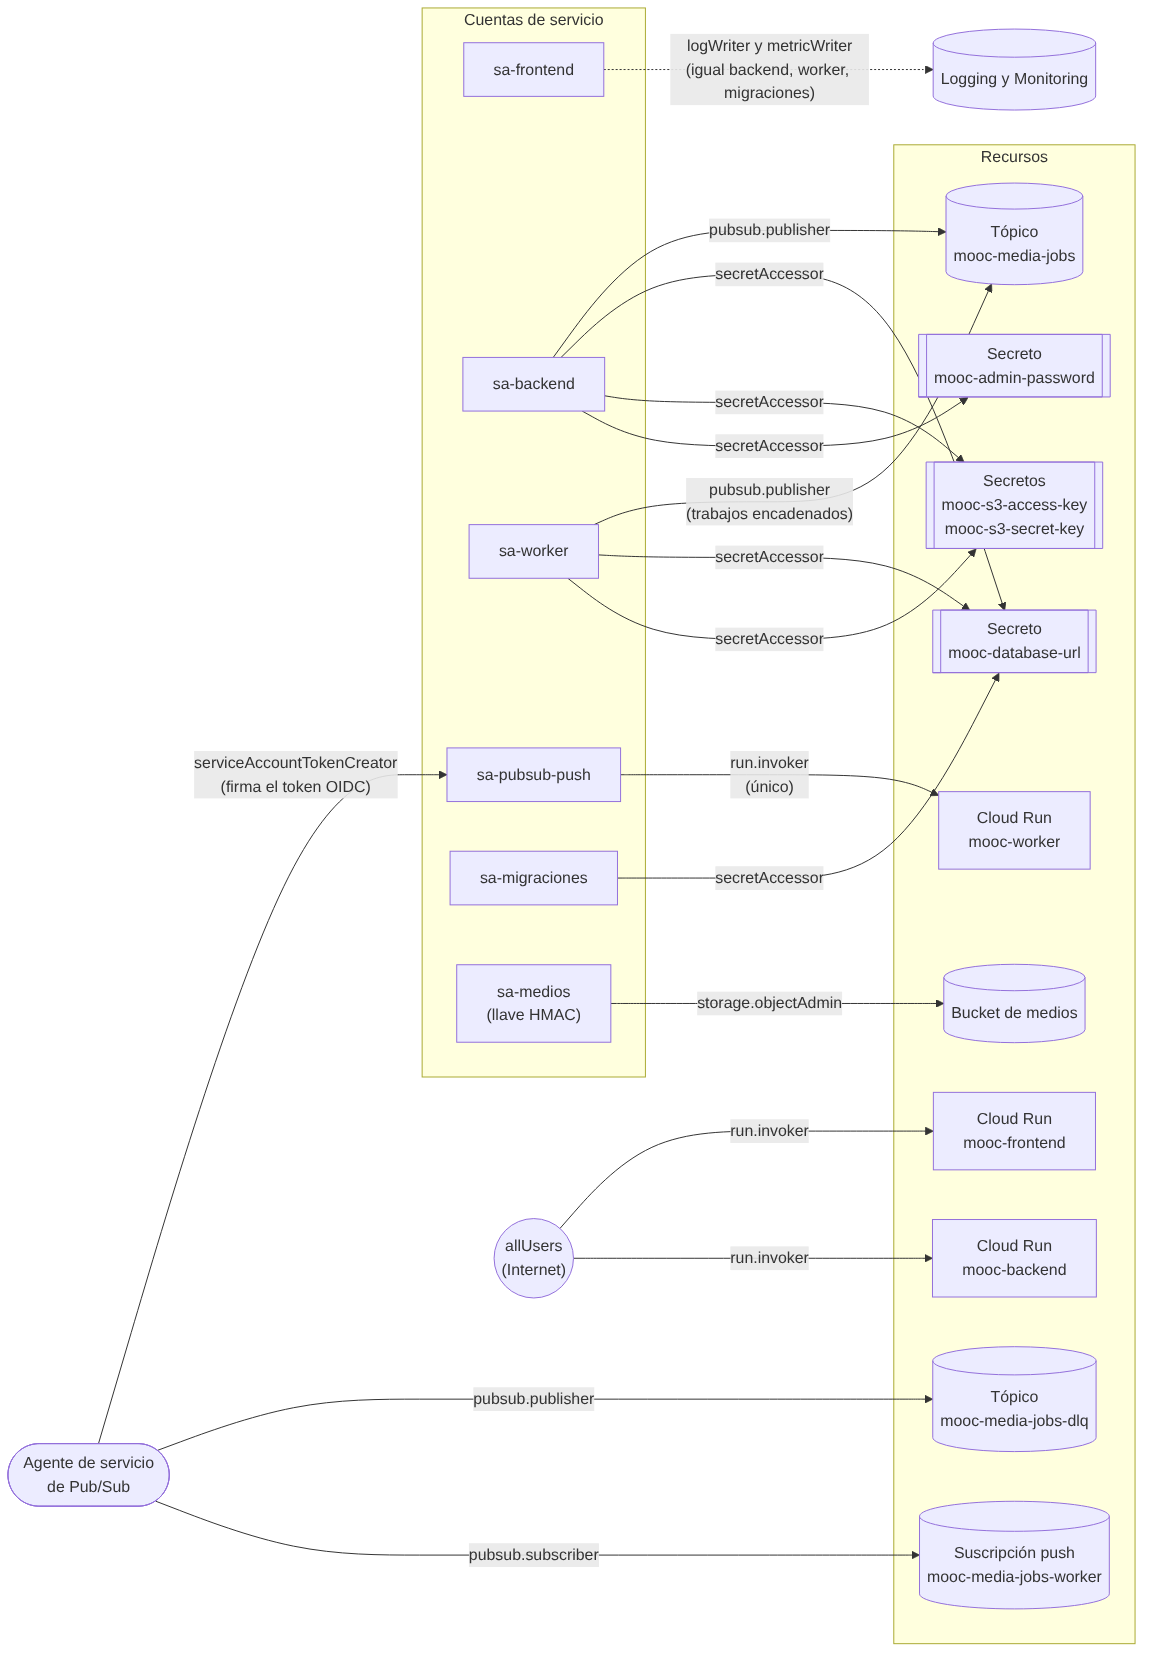 Cuentas de servicio
sa-frontend
logWriter y metricWriter
(igual backend, worker,
migraciones)
Logging y Monitoring
Recursos
Tópico
mooc-media-jobs
pubsub.publisher
secretAccessor
Secreto
mooc-admin-password
sa-backend
secretAccessor
secretAccessor
Secretos
mooc-s3-access-key
mooc-s3-secret-key
pubsub.publisher
(trabajos encadenados)
sa-worker
secretAccessor
secretAccessor
Secreto
mooc-database-url
serviceAccountTokenCreator
(firma el token OIDC)
sa-pubsub-push
run.invoker
(único)
Cloud Run
mooc-worker
sa-migraciones
secretAccessor
sa-medios
(llave HMAC)
storage.objectAdmin
Bucket de medios
run.invoker
Cloud Run
mooc-frontend
allUsers
(Internet)
run.invoker
Cloud Run
mooc-backend
pubsub.publisher
Tópico
mooc-media-jobs-dlq
Agente de servicio
de Pub/Sub
pubsub.subscriber
Suscripción push
mooc-media-jobs-worker